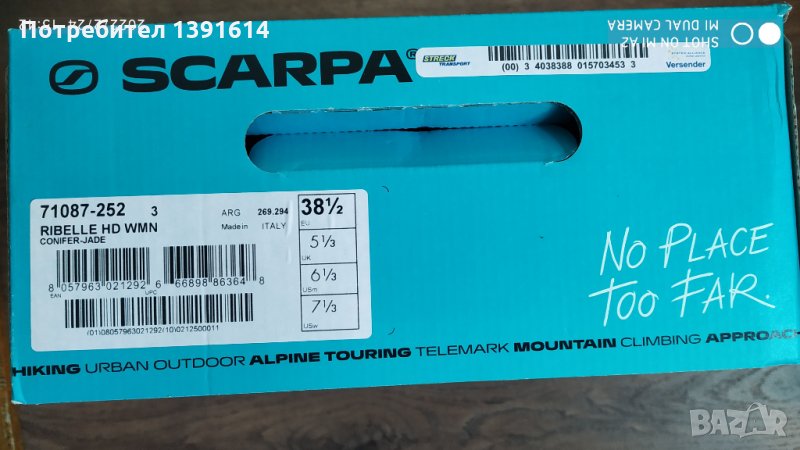 Потребител 1391614
SHOT ON MI A2
MI DUAL CAMERA
SCARPA®
STRECK
TRANSPORT
(00) 3 4038388 015703453 3
Versender
71087-252 3
RIBELLE HD WMN
CONIFER-JADE
ARG 269.294
Made in ITALY
38½
EU
5⅓
UK
6⅓
USm
7⅓
USw
8 057963 021292 6 66898 86364 8
EAN UPC
(01)08057963021292(10)0212500011
NO PLACE
TOO FAR.
HIKING URBAN OUTDOOR ALPINE TOURING TELEMARK MOUNTAIN CLIMBING APPROACH
BAZAR